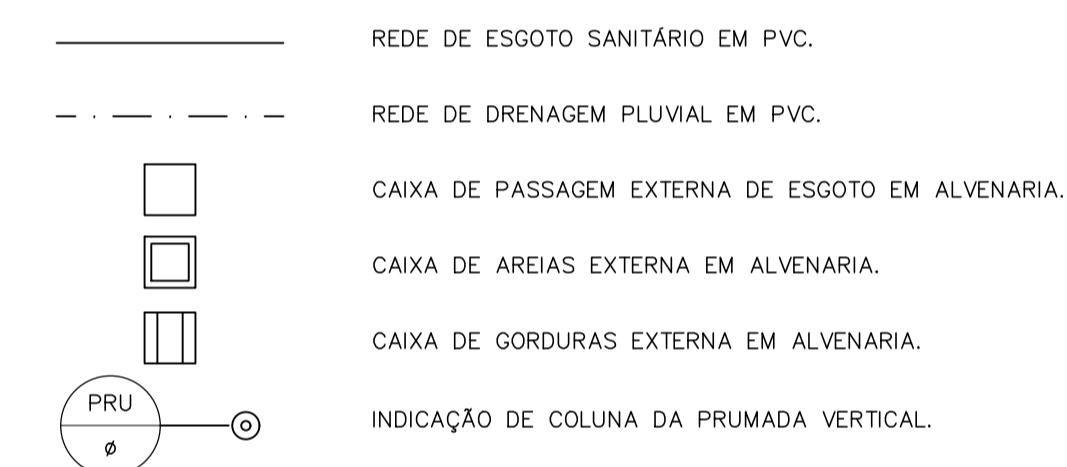 REDE DE ESGOTO SANITÁRIO EM PVC.
REDE DE DRENAGEM PLUVIAL EM PVC.
CAIXA DE PASSAGEM EXTERNA DE ESGOTO EM ALVENARIA.
CAIXA DE AREIAS EXTERNA EM ALVENARIA.
CAIXA DE GORDURAS EXTERNA EM ALVENARIA.
PRU
Ø
INDICAÇÃO DE COLUNA DA PRUMADA VERTICAL.